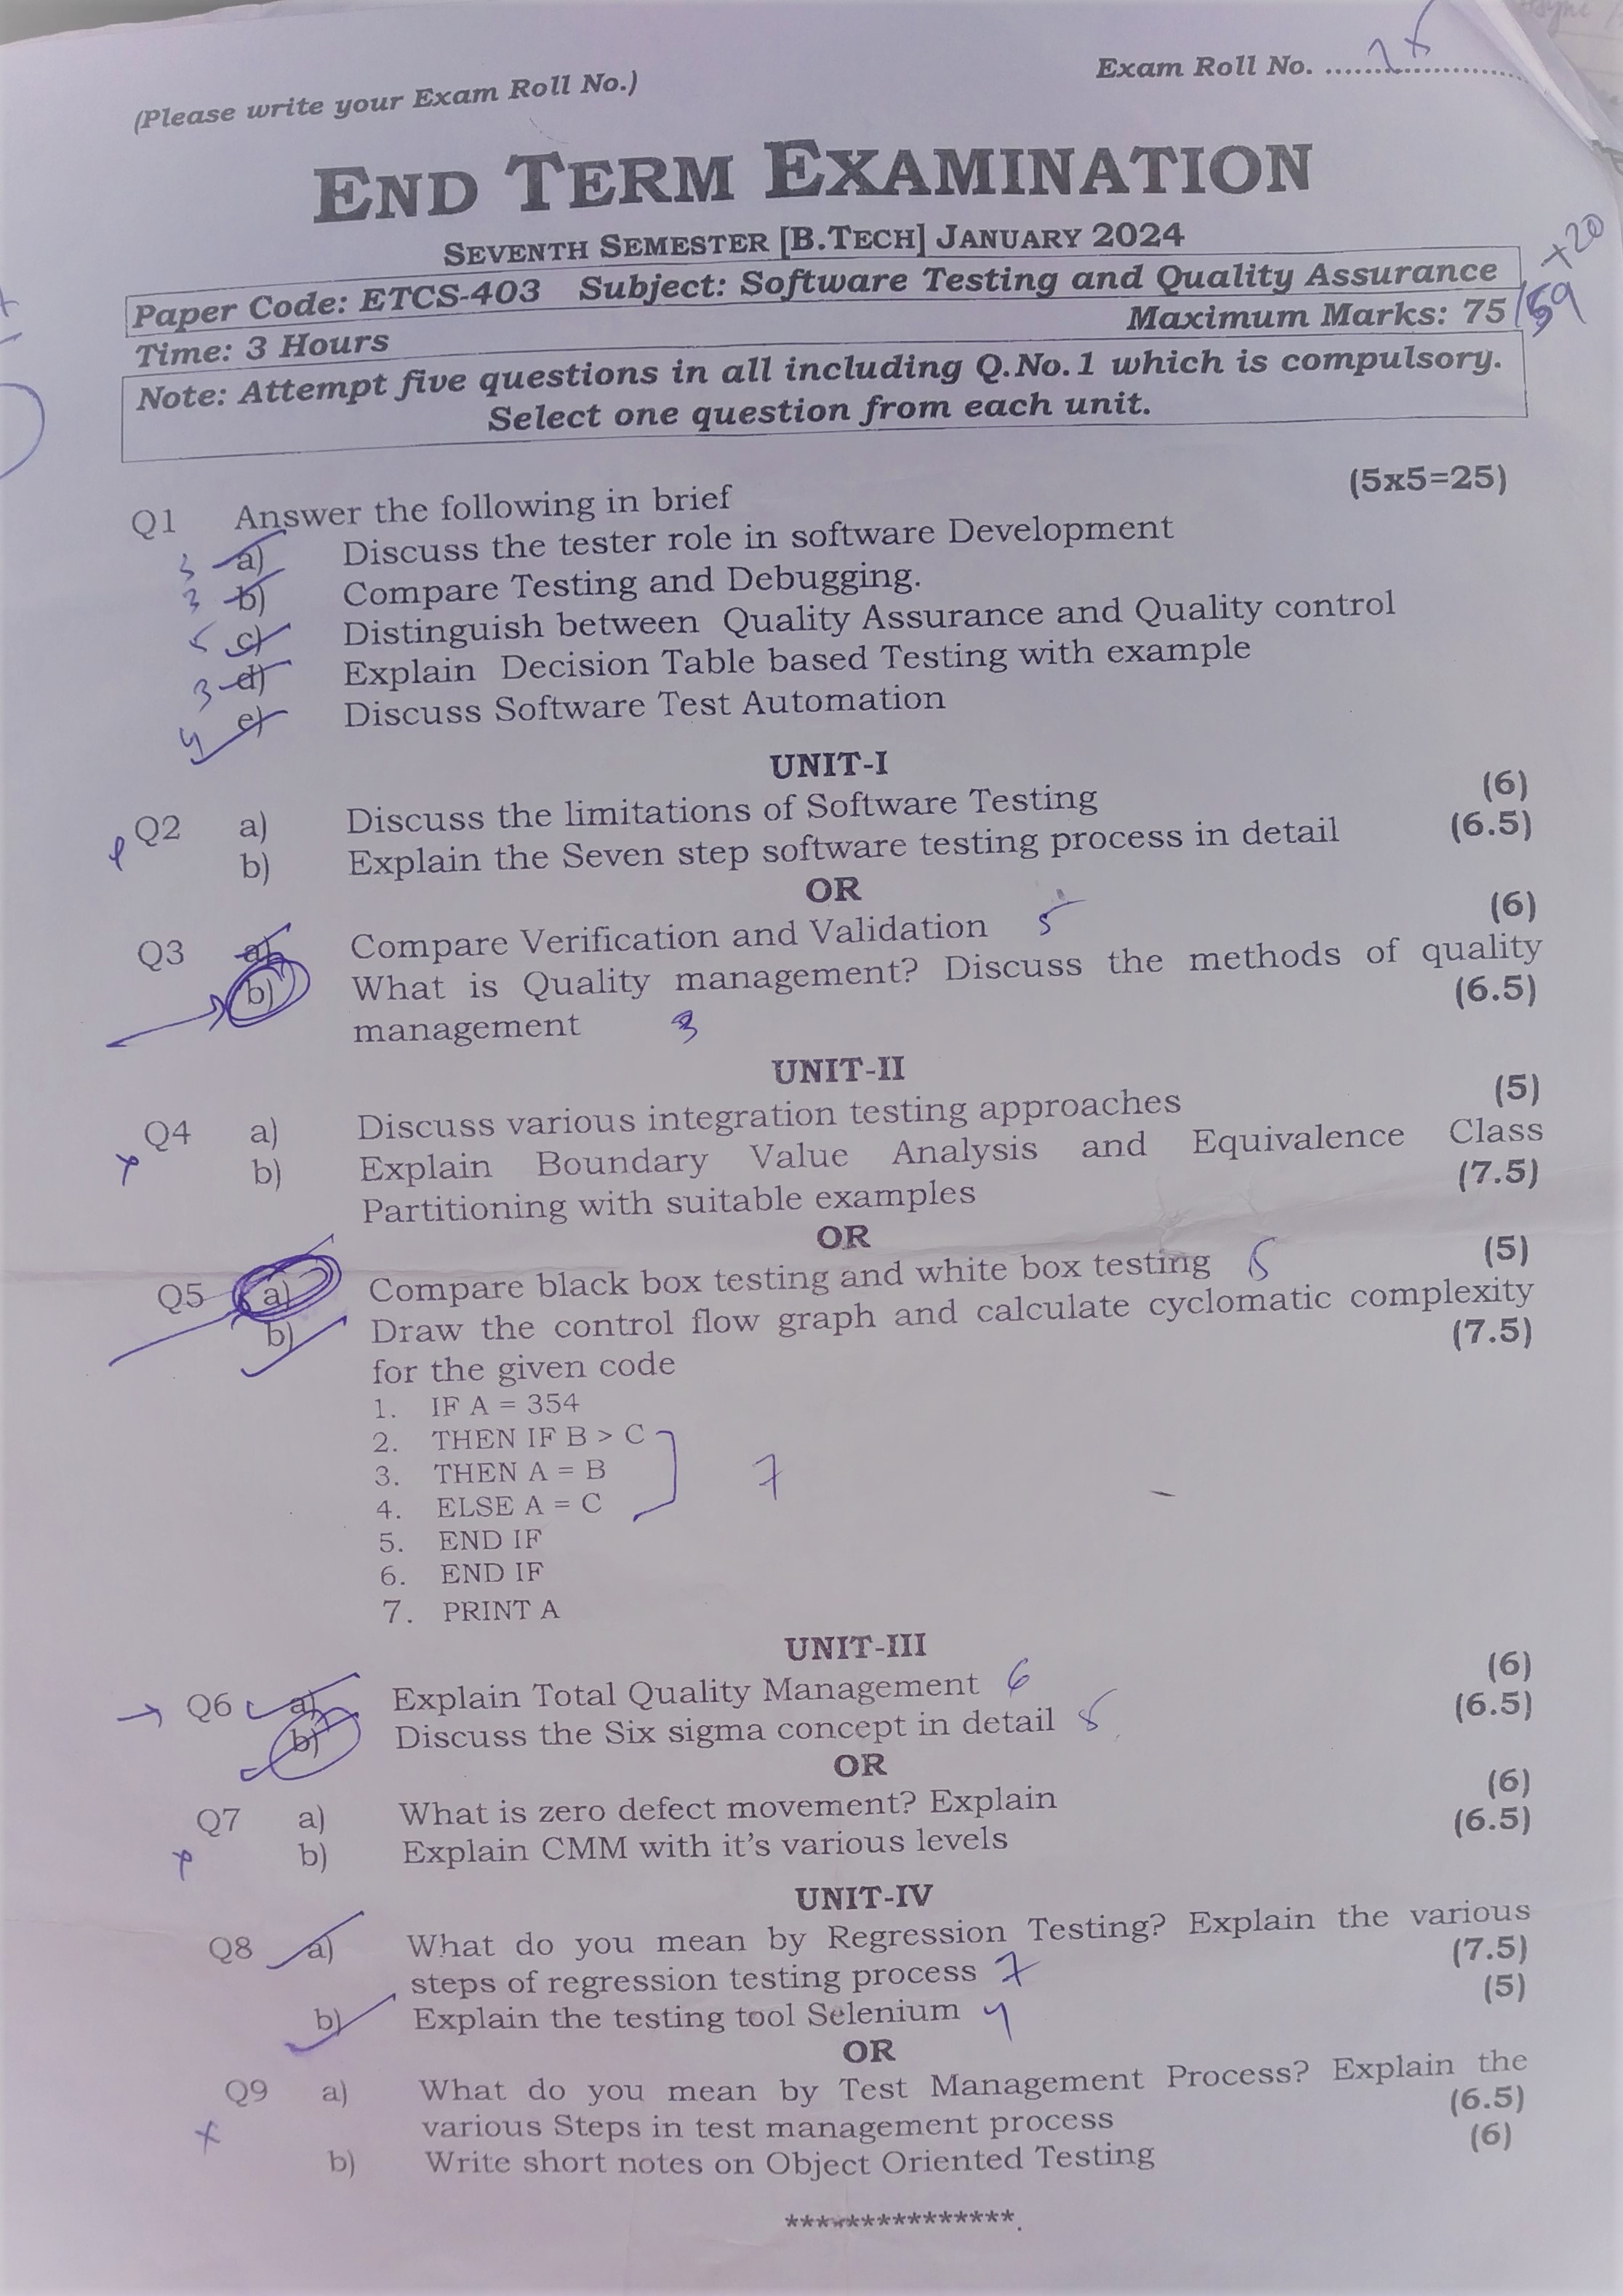 (Please write your Exam Roll No.) Exam Roll No. ........................
END TERM EXAMINATION
SEVENTH SEMESTER [B.TECH] JANUARY 2024
+20
Paper Code: ETCS-403 Subject: Software Testing and Quality Assurance
Time: 3 Hours Maximum Marks: 75 /59
Note: Attempt five questions in all including Q.No.1 which is compulsory.
Select one question from each unit.
Q1 Answer the following in brief (5x5=25)
3 a) Discuss the tester role in software Development
3 b) Compare Testing and Debugging.
5 c) Distinguish between Quality Assurance and Quality control
3 d) Explain Decision Table based Testing with example
4 e) Discuss Software Test Automation
UNIT-I
Q2 a) Discuss the limitations of Software Testing (6)
b) Explain the Seven step software testing process in detail (6.5)
OR
Q3 a) Compare Verification and Validation 5 (6)
b) What is Quality management? Discuss the methods of quality
management 3 (6.5)
UNIT-II
Q4 a) Discuss various integration testing approaches (5)
b) Explain Boundary Value Analysis and Equivalence Class
Partitioning with suitable examples (7.5)
OR
Q5 a) Compare black box testing and white box testing 5 (5)
b) Draw the control flow graph and calculate cyclomatic complexity
for the given code (7.5)
1. IF A = 354
2. THEN IF B > C
3. THEN A = B 7
4. ELSE A = C
5. END IF
6. END IF
7. PRINT A
UNIT-III
Q6 a) Explain Total Quality Management 6 (6)
b) Discuss the Six sigma concept in detail 5 (6.5)
OR
Q7 a) What is zero defect movement? Explain (6)
b) Explain CMM with it's various levels (6.5)
UNIT-IV
Q8 a) What do you mean by Regression Testing? Explain the various
steps of regression testing process 7 (7.5)
b) Explain the testing tool Selenium 4 (5)
OR
Q9 a) What do you mean by Test Management Process? Explain the
various Steps in test management process (6.5)
b) Write short notes on Object Oriented Testing (6)
***************